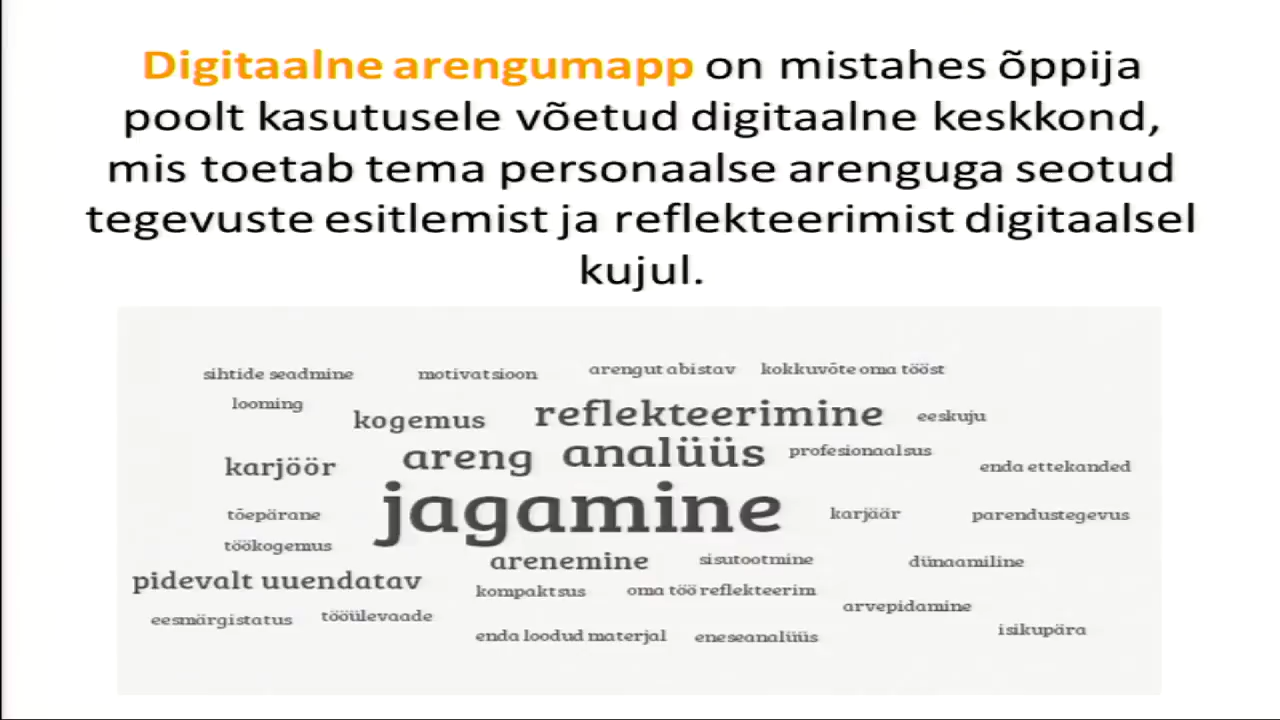 Digitaalne arengumapp on mistahes õppija
poolt kasutusele võetud digitaalne keskkond,
mis toetab tema personaalse arenguga seotud
tegevuste esitlemist ja reflekteerimist digitaalsel
kujul.
sihtide seadmine motivatsioon arengut abistav kokkuvõte oma tööst
looming kogemus reflekteerimine eeskuju
karjöör areng analüüs profesionaalsus enda ettekanded
tõepärane jagamine karjäär parendustegevus
töökogemus arenemine sisutootmine dünaamiline
pidevalt uuendatav kompaktsus oma töö reflekteerim arvepidamine
eesmärgistatus tööülevaade enda loodud materjal eneseanalüüs isikupära